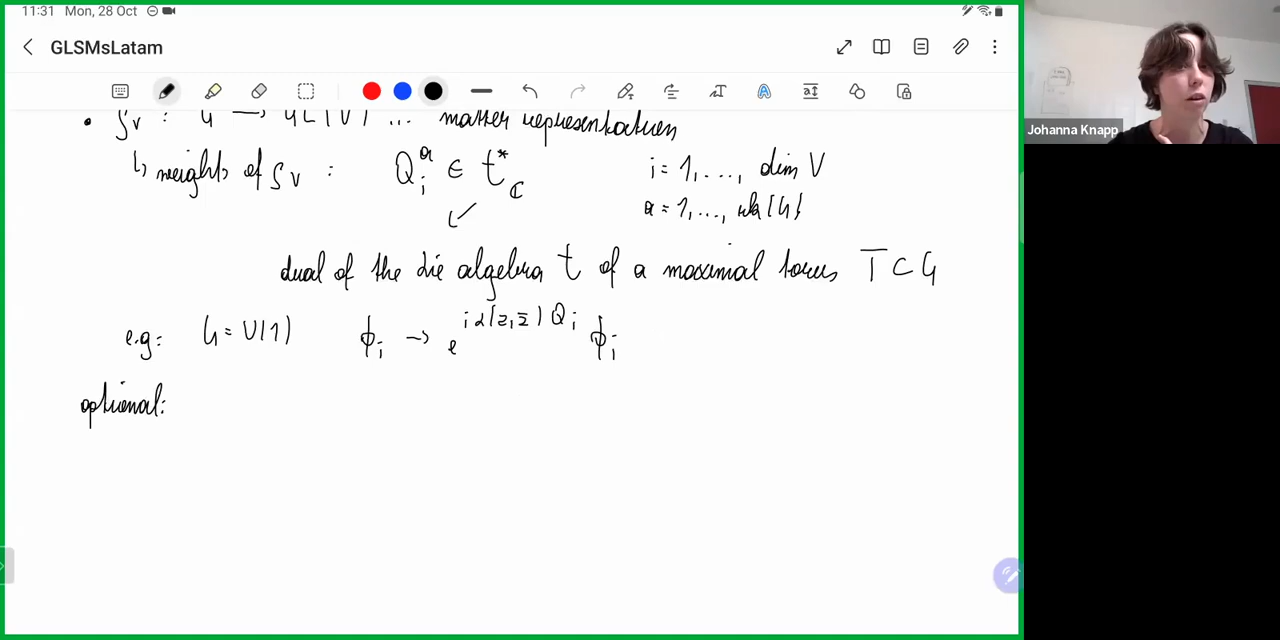 11:31 Mon, 28 Oct
GLSMsLatam
• ρ_V : G → GL(V) ... matter representation
↳ weights of ρ_V : Q_i^a ∈ t_ℂ^* i = 1, ..., dim V
a = 1, ..., rk(G)
dual of the Lie algebra t of a maximal torus T ⊂ G
e.g: G = U(1) ϕ_i → e^{iα(z,z̄) Q_i} ϕ_i
optional:
Johanna Knapp